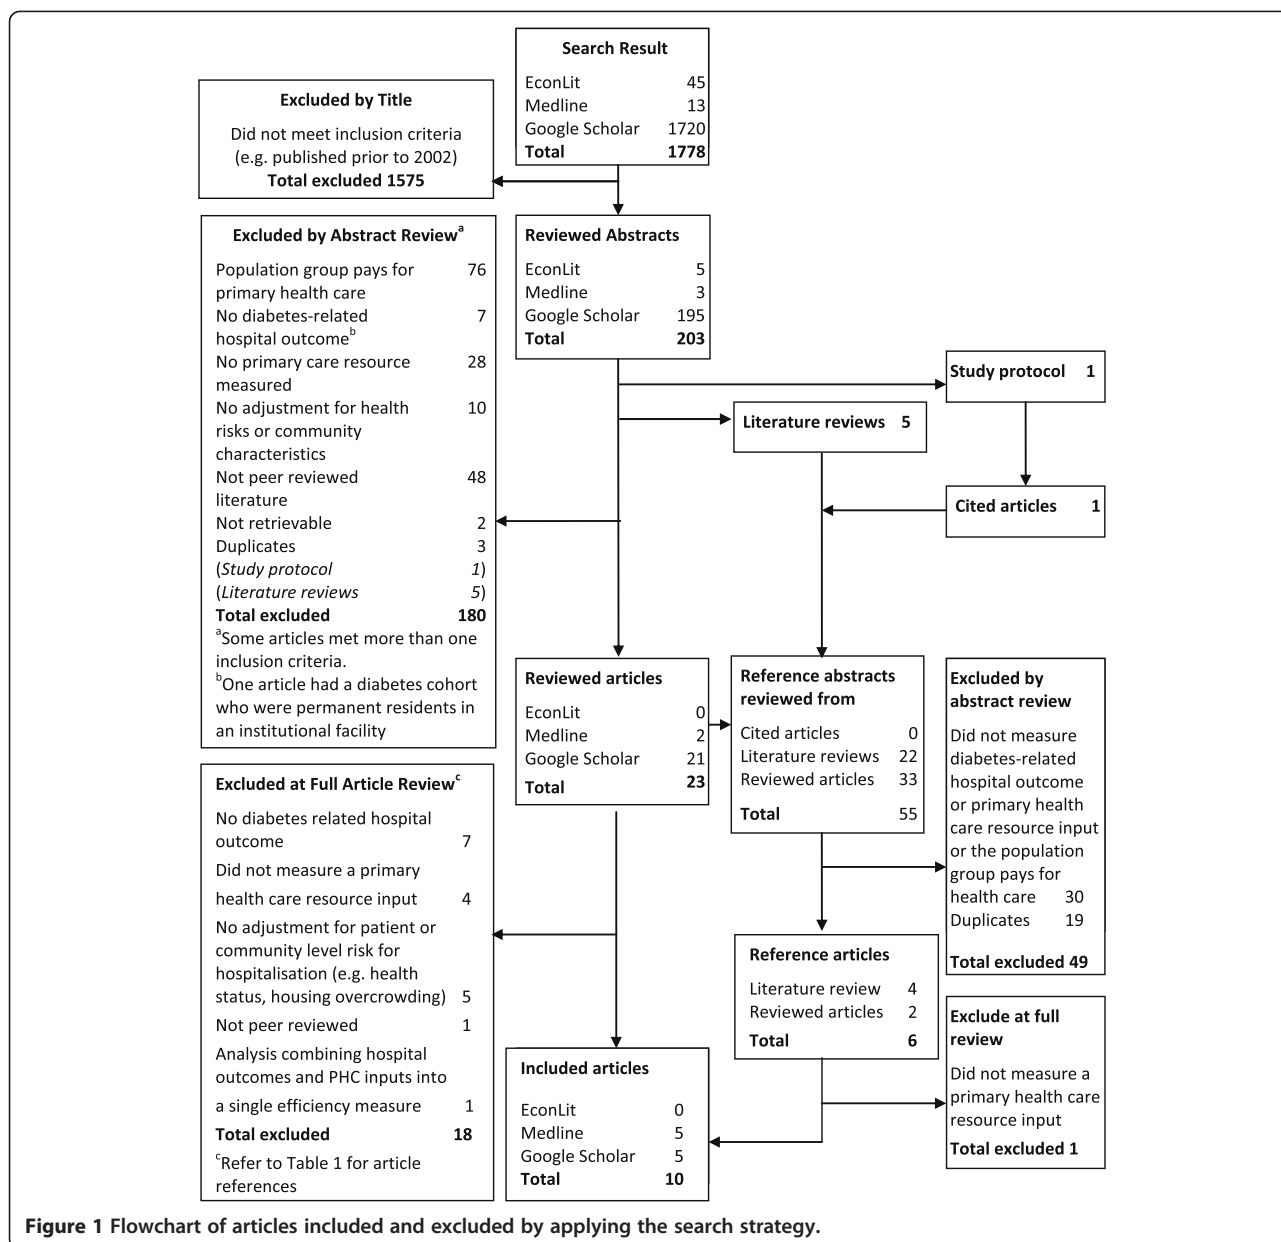 Search Result
EconLit 45
Medline 13
Google Scholar 1720
Total 1778
Excluded by Title
Did not meet inclusion criteria
(e.g. published prior to 2002)
Total excluded 1575
Excluded by Abstract Reviewa
Population group pays for 76
primary health care
No diabetes-related 7
hospital outcomeb
No primary care resource 28
measured
No adjustment for health 10
risks or community
characteristics
Not peer reviewed 48
literature
Not retrievable 2
Duplicates 3
(Study protocol 1)
(Literature reviews 5)
Total excluded 180
aSome articles met more than one
inclusion criteria.
bOne article had a diabetes cohort
who were permanent residents in
an institutional facility
Reviewed Abstracts
EconLit 5
Medline 3
Google Scholar 195
Total 203
Study protocol 1
Literature reviews 5
Cited articles 1
Reviewed articles
EconLit 0
Medline 2
Google Scholar 21
Total 23
Reference abstracts
reviewed from
Cited articles 0
Literature reviews 22
Reviewed articles 33
Total 55
Excluded by
abstract review
Did not measure
diabetes-related
hospital outcome
or primary health
care resource input
or the population
group pays for
health care 30
Duplicates 19
Total excluded 49
Excluded at Full Article Reviewc
No diabetes related hospital
outcome 7
Did not measure a primary
health care resource input 4
No adjustment for patient or
community level risk for
hospitalisation (e.g. health
status, housing overcrowding) 5
Not peer reviewed 1
Analysis combining hospital
outcomes and PHC inputs into
a single efficiency measure 1
Total excluded 18
cRefer to Table 1 for article
references
Reference articles
Literature review 4
Reviewed articles 2
Total 6
Exclude at full
review
Did not measure a
primary health care
resource input
Total excluded 1
Included articles
EconLit 0
Medline 5
Google Scholar 5
Total 10
Figure 1 Flowchart of articles included and excluded by applying the search strategy.